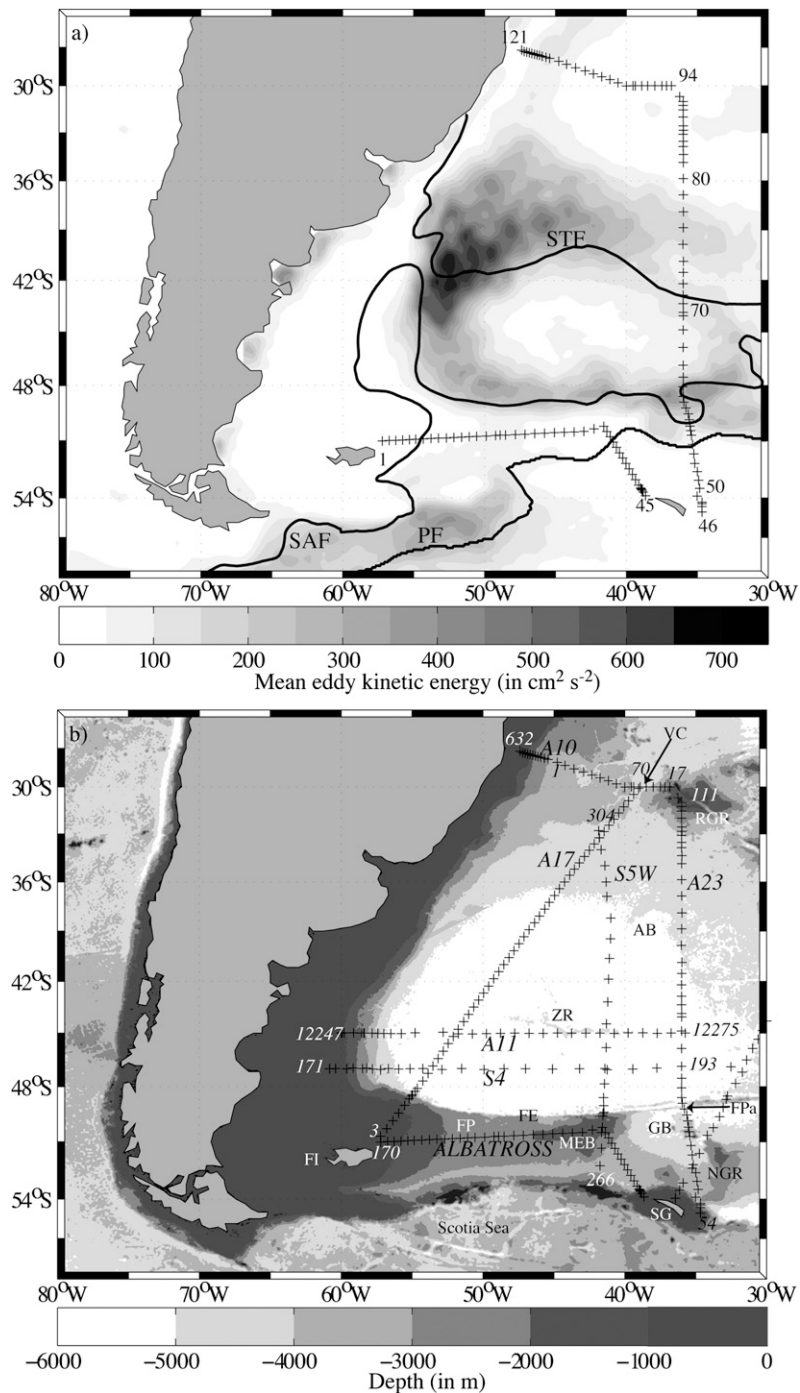 a)
121
94
30°S
36°S
80
STF
42°S
70
48°S
1
50
54°S
45
46
SAF
PF
80°W 70°W 60°W 50°W 40°W 30°W
0 100 200 300 400 500 600 700
Mean eddy kinetic energy (in cm² s⁻²)
b)
VC
632 A10
1 70 17
30°S
111
RGR
304
A17
S5W
A23
36°S
AB
42°S
ZR
12247 12275
A11
171 193
S4
48°S
FPa
FE
FP
GB
3
170 ALBATROSS MEB
FI
NGR
266
54°S
SG 54
Scotia Sea
80°W 70°W 60°W 50°W 40°W 30°W
−6000 −5000 −4000 −3000 −2000 −1000 0
Depth (in m)